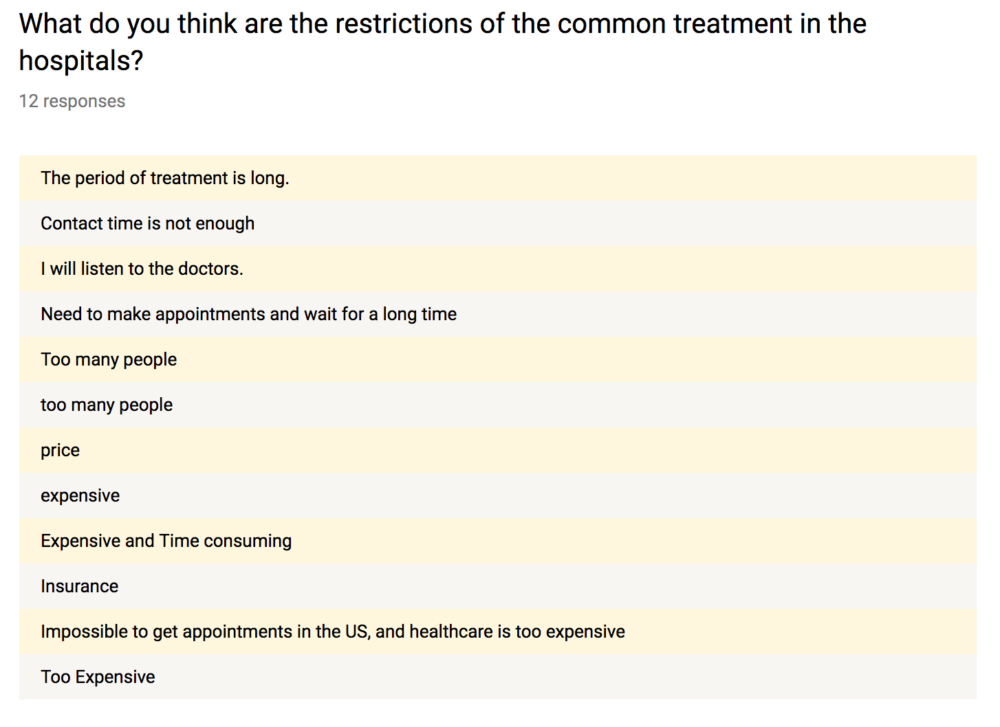 What do you think are the restrictions of the common treatment in the
hospitals?
12 responses
The period of treatment is long.
Contact time is not enough
I will listen to the doctors.
Need to make appointments and wait for a long time
Too many people
too many people
price
expensive
Expensive and Time consuming
Insurance
Impossible to get appointments in the US, and healthcare is too expensive
Too Expensive